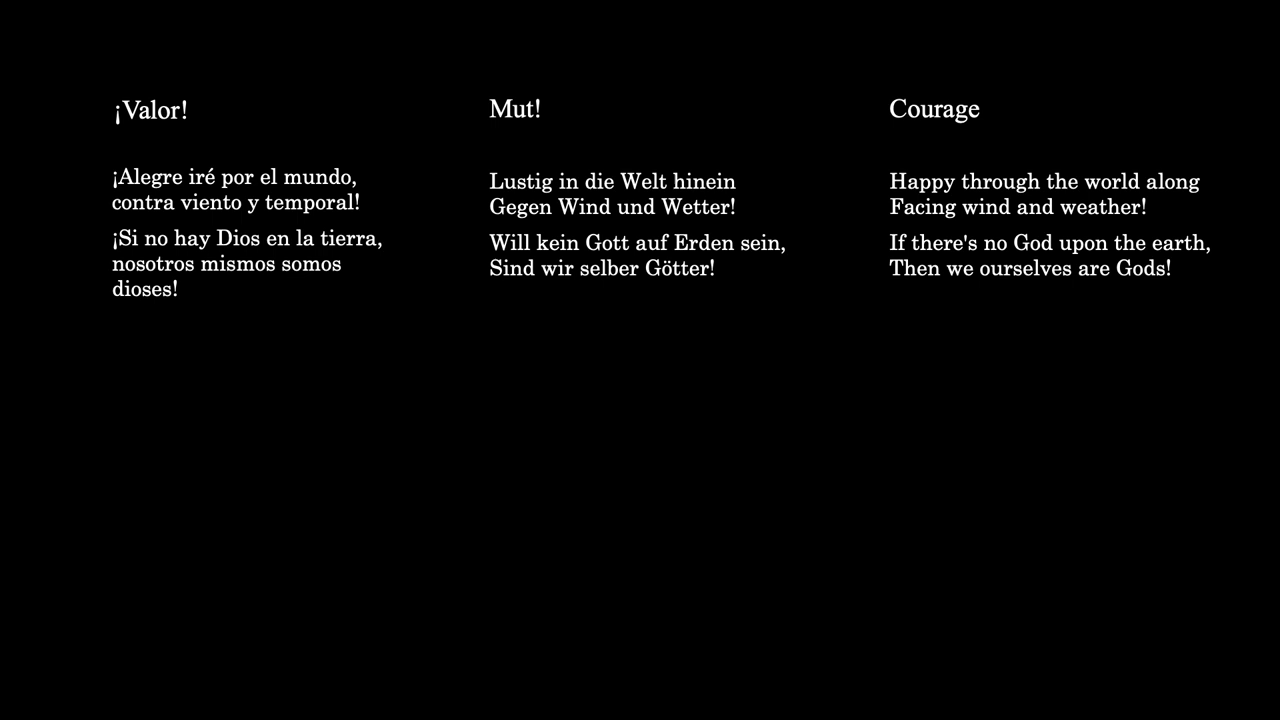 ¡Valor!
¡Alegre iré por el mundo,
contra viento y temporal!
¡Si no hay Dios en la tierra,
nosotros mismos somos
dioses!
Mut!
Lustig in die Welt hinein
Gegen Wind und Wetter!
Will kein Gott auf Erden sein,
Sind wir selber Götter!
Courage
Happy through the world along
Facing wind and weather!
If there's no God upon the earth,
Then we ourselves are Gods!